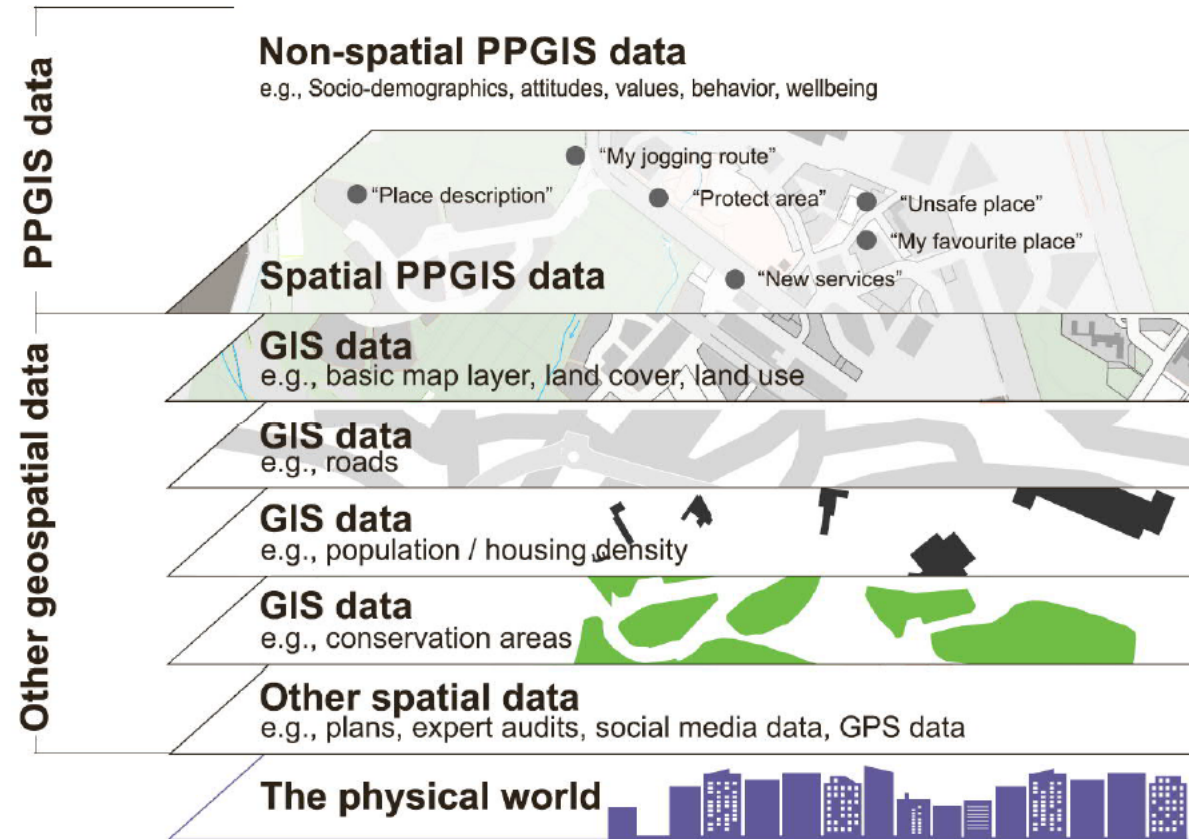 PPGIS data
Non-spatial PPGIS data
e.g., Socio-demographics, attitudes, values, behavior, wellbeing
“My jogging route”
“Place description”
“Protect area”
“Unsafe place”
“My favourite place”
Spatial PPGIS data
“New services”
Other geospatial data
GIS data
e.g., basic map layer, land cover, land use
GIS data
e.g., roads
GIS data
e.g., population / housing density
GIS data
e.g., conservation areas
Other spatial data
e.g., plans, expert audits, social media data, GPS data
The physical world